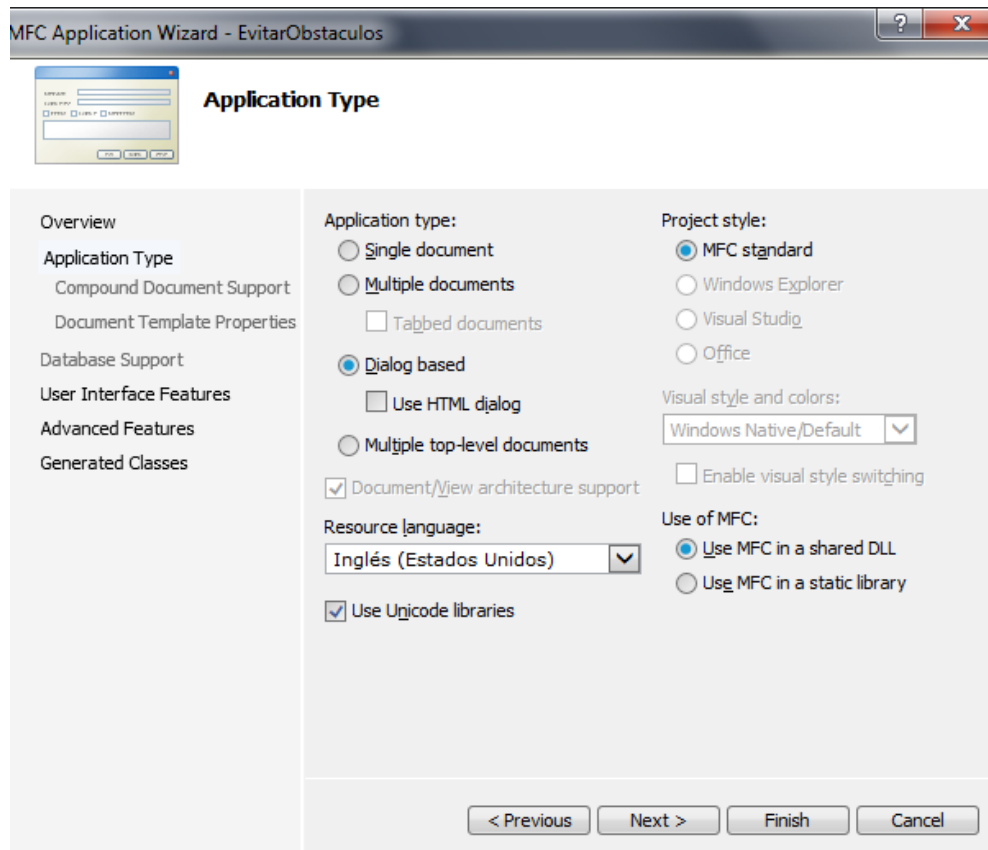 MFC Application Wizard - EvitarObstaculos
Application Type
Overview
Application Type
Compound Document Support
Document Template Properties
Database Support
User Interface Features
Advanced Features
Generated Classes
Application type:
Single document
Multiple documents
Tabbed documents
Dialog based
Use HTML dialog
Multiple top-level documents
Document/View architecture support
Resource language:
Inglés (Estados Unidos)
Use Unicode libraries
Project style:
MFC standard
Windows Explorer
Visual Studio
Office
Visual style and colors:
Windows Native/Default
Enable visual style switching
Use of MFC:
Use MFC in a shared DLL
Use MFC in a static library
< Previous
Next >
Finish
Cancel